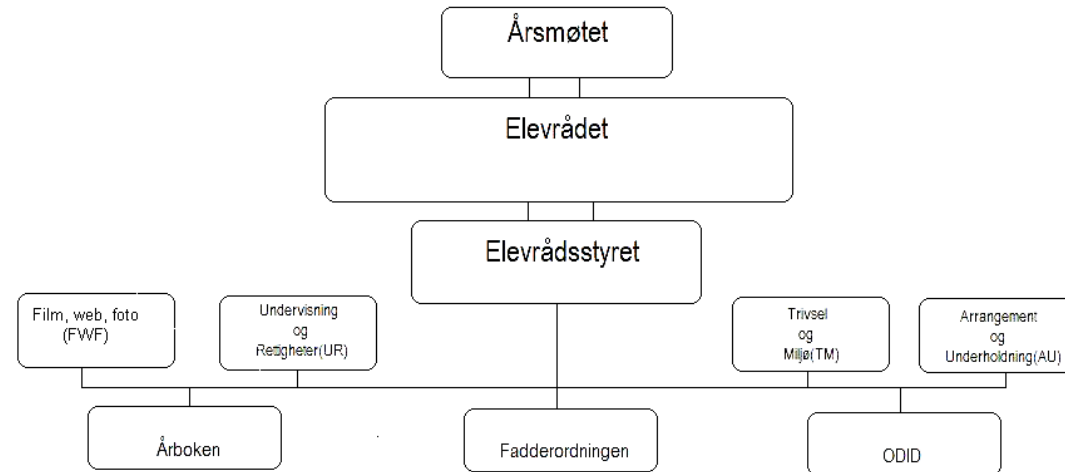 Årsmøtet
Elevrådet
Elevrådsstyret
Film, web, foto
(FWF)
Undervisning
og
Rettigheter(UR)
Trivsel
og
Miljø(TM)
Arrangement
og
Underholdning(AU)
Årboken
Fadderordningen
ODID